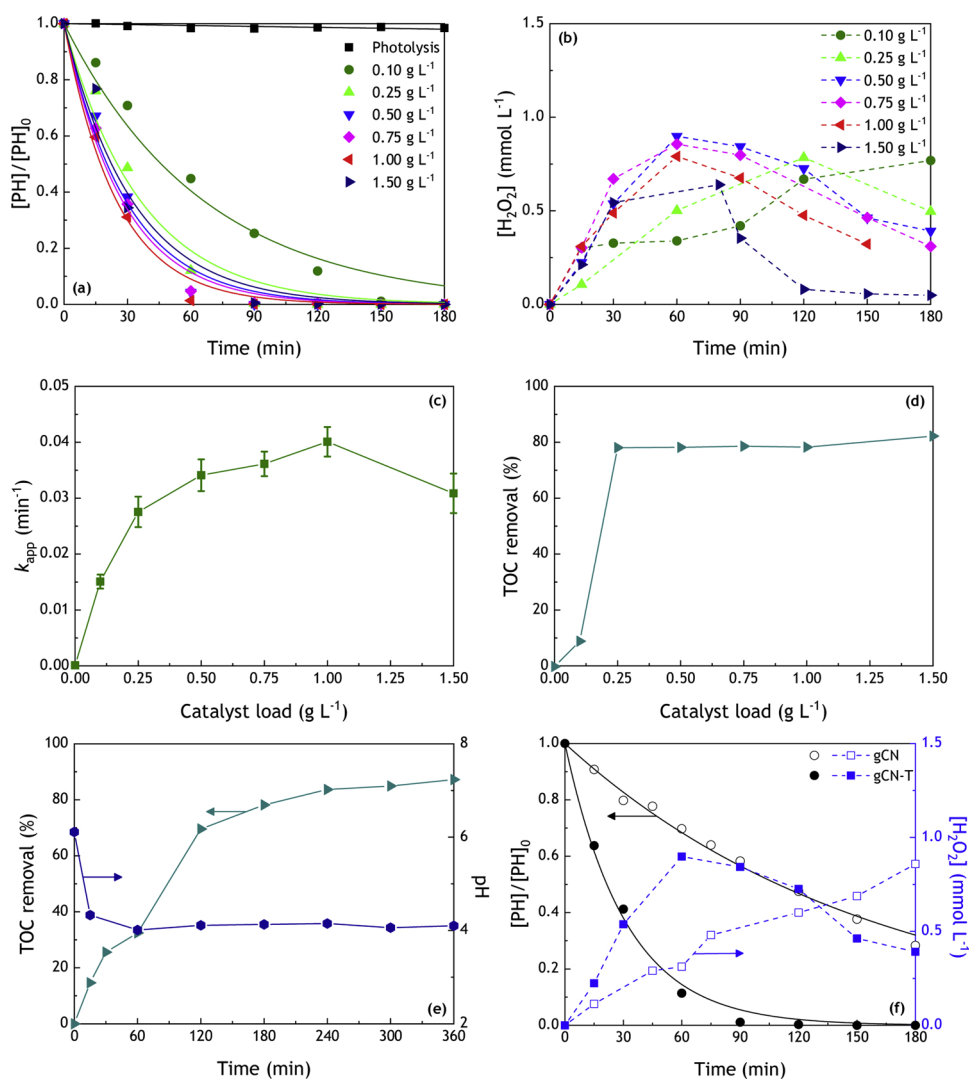 1.0
0.8
0.6
0.4
0.2
0.0
[PH]/[PH]0
Photolysis
0.10 g L-1
0.25 g L-1
0.50 g L-1
0.75 g L-1
1.00 g L-1
1.50 g L-1
(a)
0 30 60 90 120 150 180
Time (min)
(b)
1.5
1.0
0.5
0.0
[H2O2] (mmol L-1)
0.10 g L-1
0.25 g L-1
0.50 g L-1
0.75 g L-1
1.00 g L-1
1.50 g L-1
0 30 60 90 120 150 180
Time (min)
(c)
0.05
0.04
0.03
0.02
0.01
0.00
kapp (min-1)
0.00 0.25 0.50 0.75 1.00 1.50
Catalyst load (g L-1)
(d)
100
80
60
40
20
0
TOC removal (%)
0.00 0.25 0.50 0.75 1.00 1.50
Catalyst load (g L-1)
100
80
60
40
20
0
TOC removal (%)
8
6
4
2
pH
(e)
0 30 60 120 180 240 300 360
Time (min)
1.0
0.8
0.6
0.4
0.2
0.0
[PH]/[PH]0
gCN
gCN-T
1.5
1.0
0.5
0.0
[H2O2] (mmol L-1)
(f)
0 30 60 90 120 150 180
Time (min)